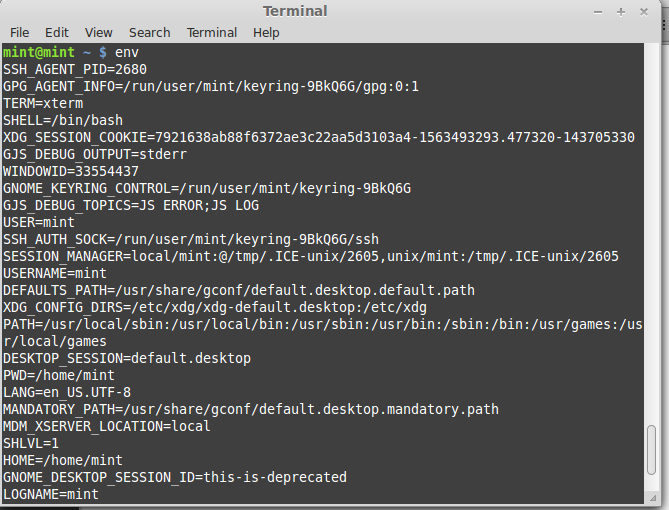 Terminal
File Edit View Search Terminal Help
mint@mint ~ $ env
SSH_AGENT_PID=2680
GPG_AGENT_INFO=/run/user/mint/keyring-9BkQ6G/gpg:0:1
TERM=xterm
SHELL=/bin/bash
XDG_SESSION_COOKIE=7921638ab88f6372ae3c22aa5d3103a4-1563493293.477320-143705330
GJS_DEBUG_OUTPUT=stderr
WINDOWID=33554437
GNOME_KEYRING_CONTROL=/run/user/mint/keyring-9BkQ6G
GJS_DEBUG_TOPICS=JS ERROR;JS LOG
USER=mint
SSH_AUTH_SOCK=/run/user/mint/keyring-9BkQ6G/ssh
SESSION_MANAGER=local/mint:@/tmp/.ICE-unix/2605,unix/mint:/tmp/.ICE-unix/2605
USERNAME=mint
DEFAULTS_PATH=/usr/share/gconf/default.desktop.default.path
XDG_CONFIG_DIRS=/etc/xdg/xdg-default.desktop:/etc/xdg
PATH=/usr/local/sbin:/usr/local/bin:/usr/sbin:/usr/bin:/sbin:/bin:/usr/games:/us
r/local/games
DESKTOP_SESSION=default.desktop
PWD=/home/mint
LANG=en_US.UTF-8
MANDATORY_PATH=/usr/share/gconf/default.desktop.mandatory.path
MDM_XSERVER_LOCATION=local
SHLVL=1
HOME=/home/mint
GNOME_DESKTOP_SESSION_ID=this-is-deprecated
LOGNAME=mint